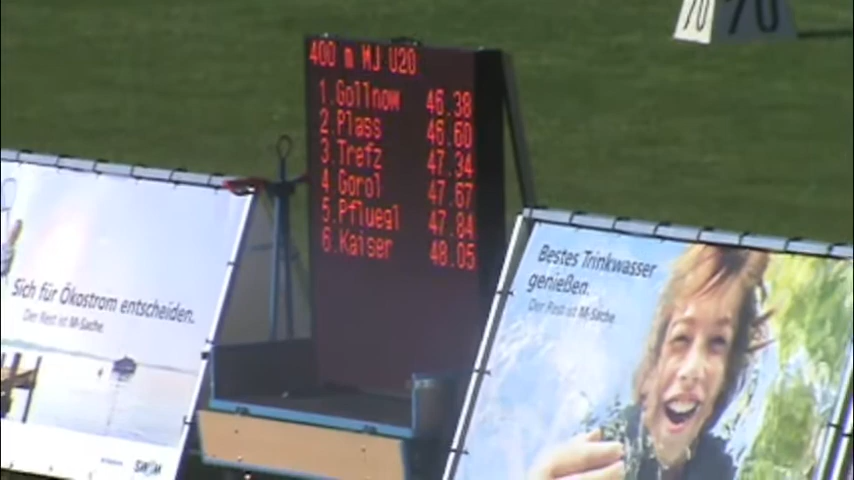 70 70
400 m MJ U20
1.Gollnow 46.38
2.Plass 46.60
3.Trefz 47.34
4.Gorol 47.67
5.Pfluegl 47.84
6.Kaiser 48.05
Sich für Ökostrom entscheiden.
Der Rest ist M-Sache.
SWM
Bestes Trinkwasser
genießen.
Der Rest ist M-Sache